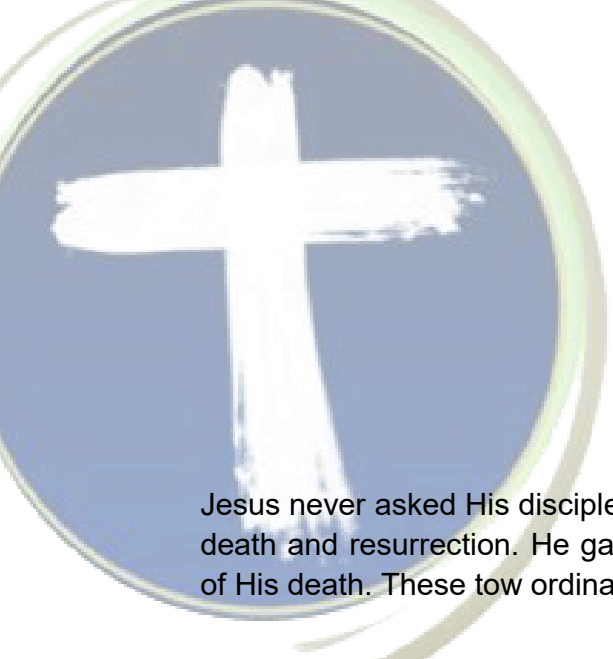 Jesus never asked His disciple
death and resurrection. He ga
of His death. These tow ordina